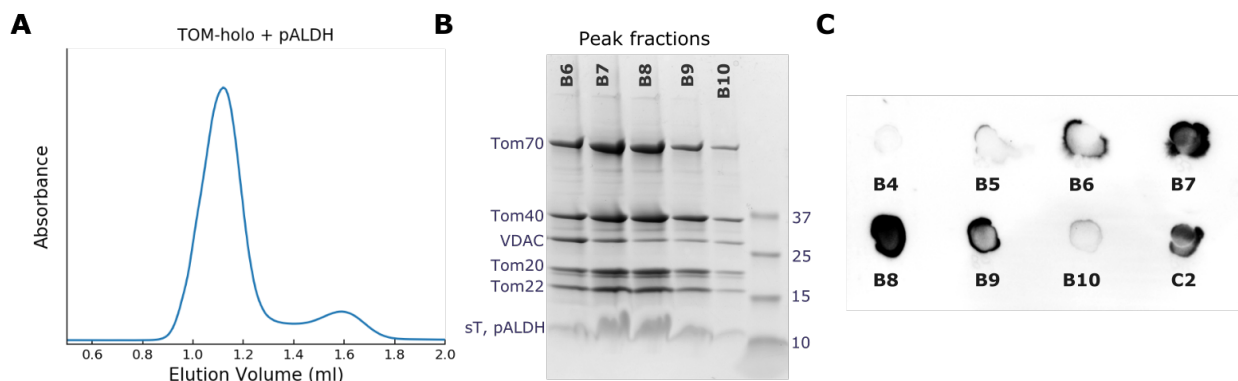 A
TOM-holo + pALDH
Absorbance
0.6 0.8 1.0 1.2 1.4 1.6 1.8 2.0
Elution Volume (ml)
B
Peak fractions
B6 B7 B8 B9 B10
Tom70
Tom40
VDAC
Tom20
Tom22
sT, pALDH
37
25
15
10
C
B4 B5 B6 B7
B8 B9 B10 C2